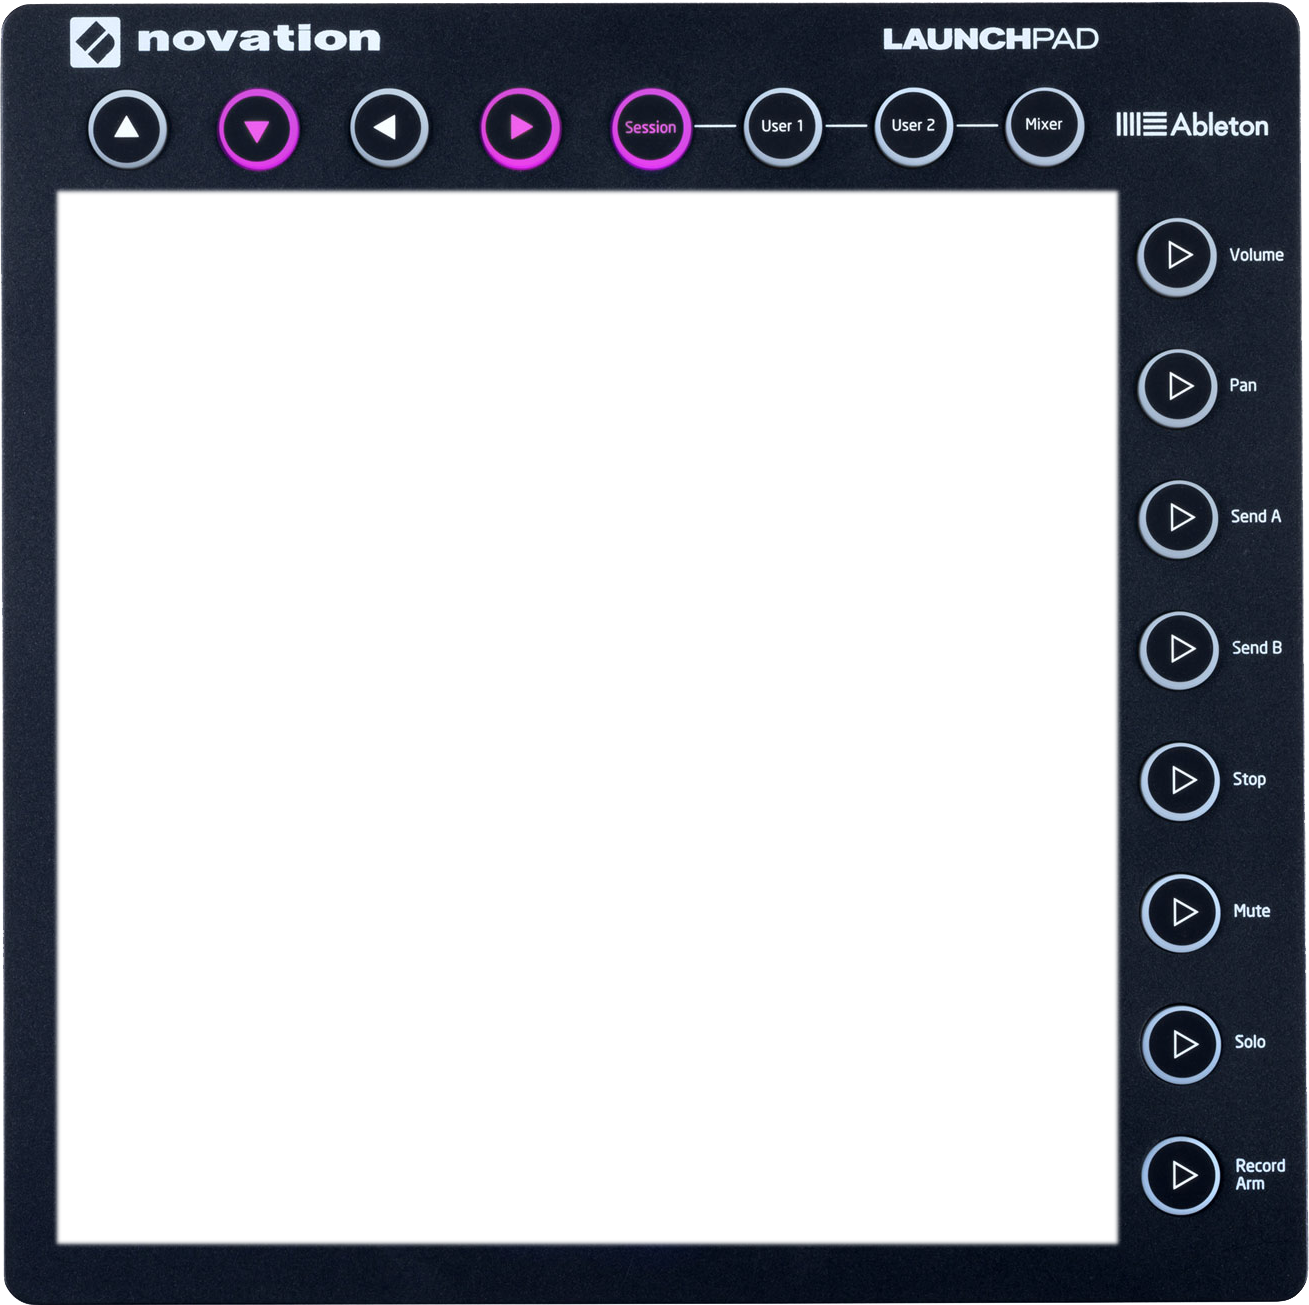 novation
LAUNCHPAD
Session
User 1
User 2
Mixer
Ableton
Volume
Pan
Send A
Send B
Stop
Mute
Solo
Record
Arm